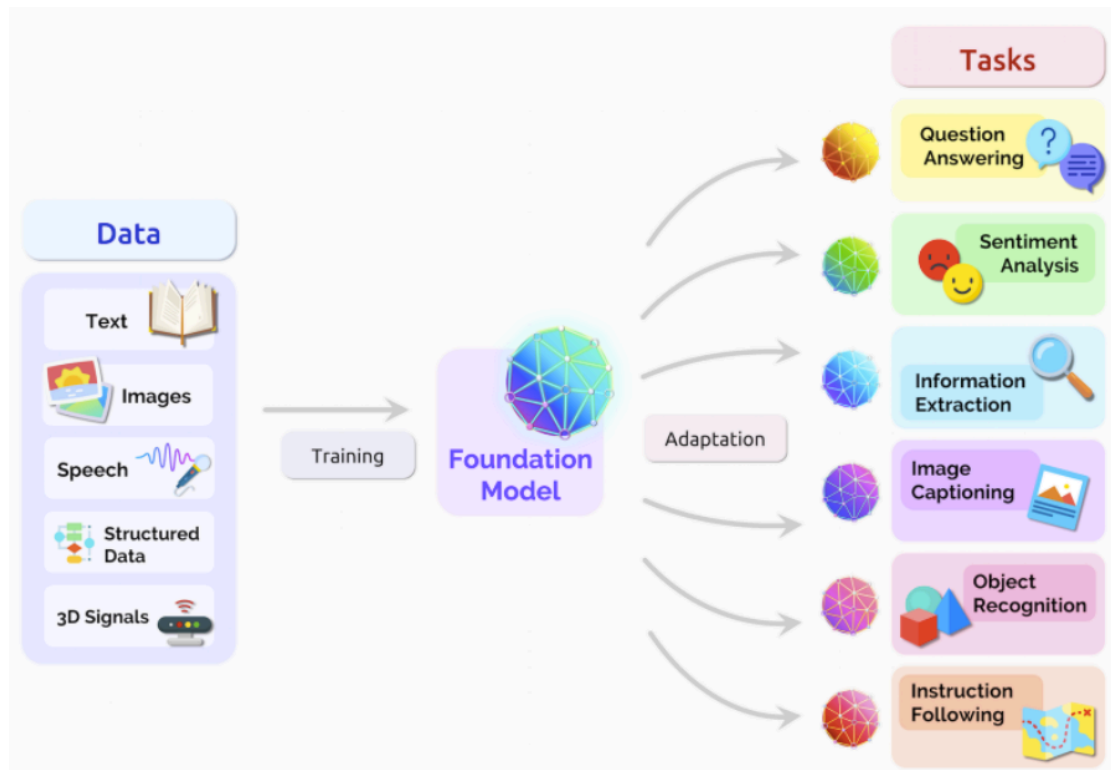 Data
Text
Images
Speech
Structured
Data
3D Signals
Training
Foundation
Model
Adaptation
Tasks
Question
Answering
?
Sentiment
Analysis
Information
Extraction
Image
Captioning
Object
Recognition
Instruction
Following